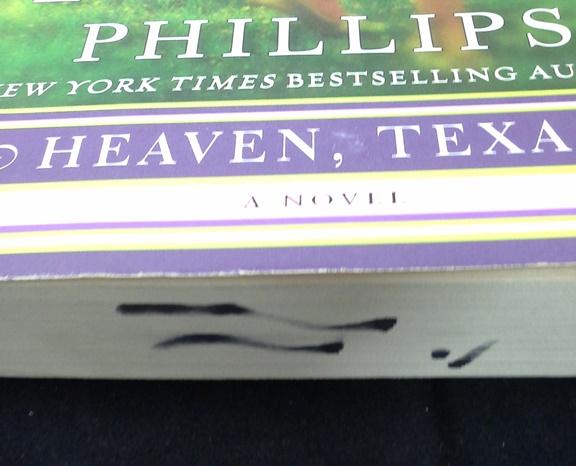 PHILLIPS
NEW YORK TIMES BESTSELLING AU
HEAVEN, TEXA
A NOVEL